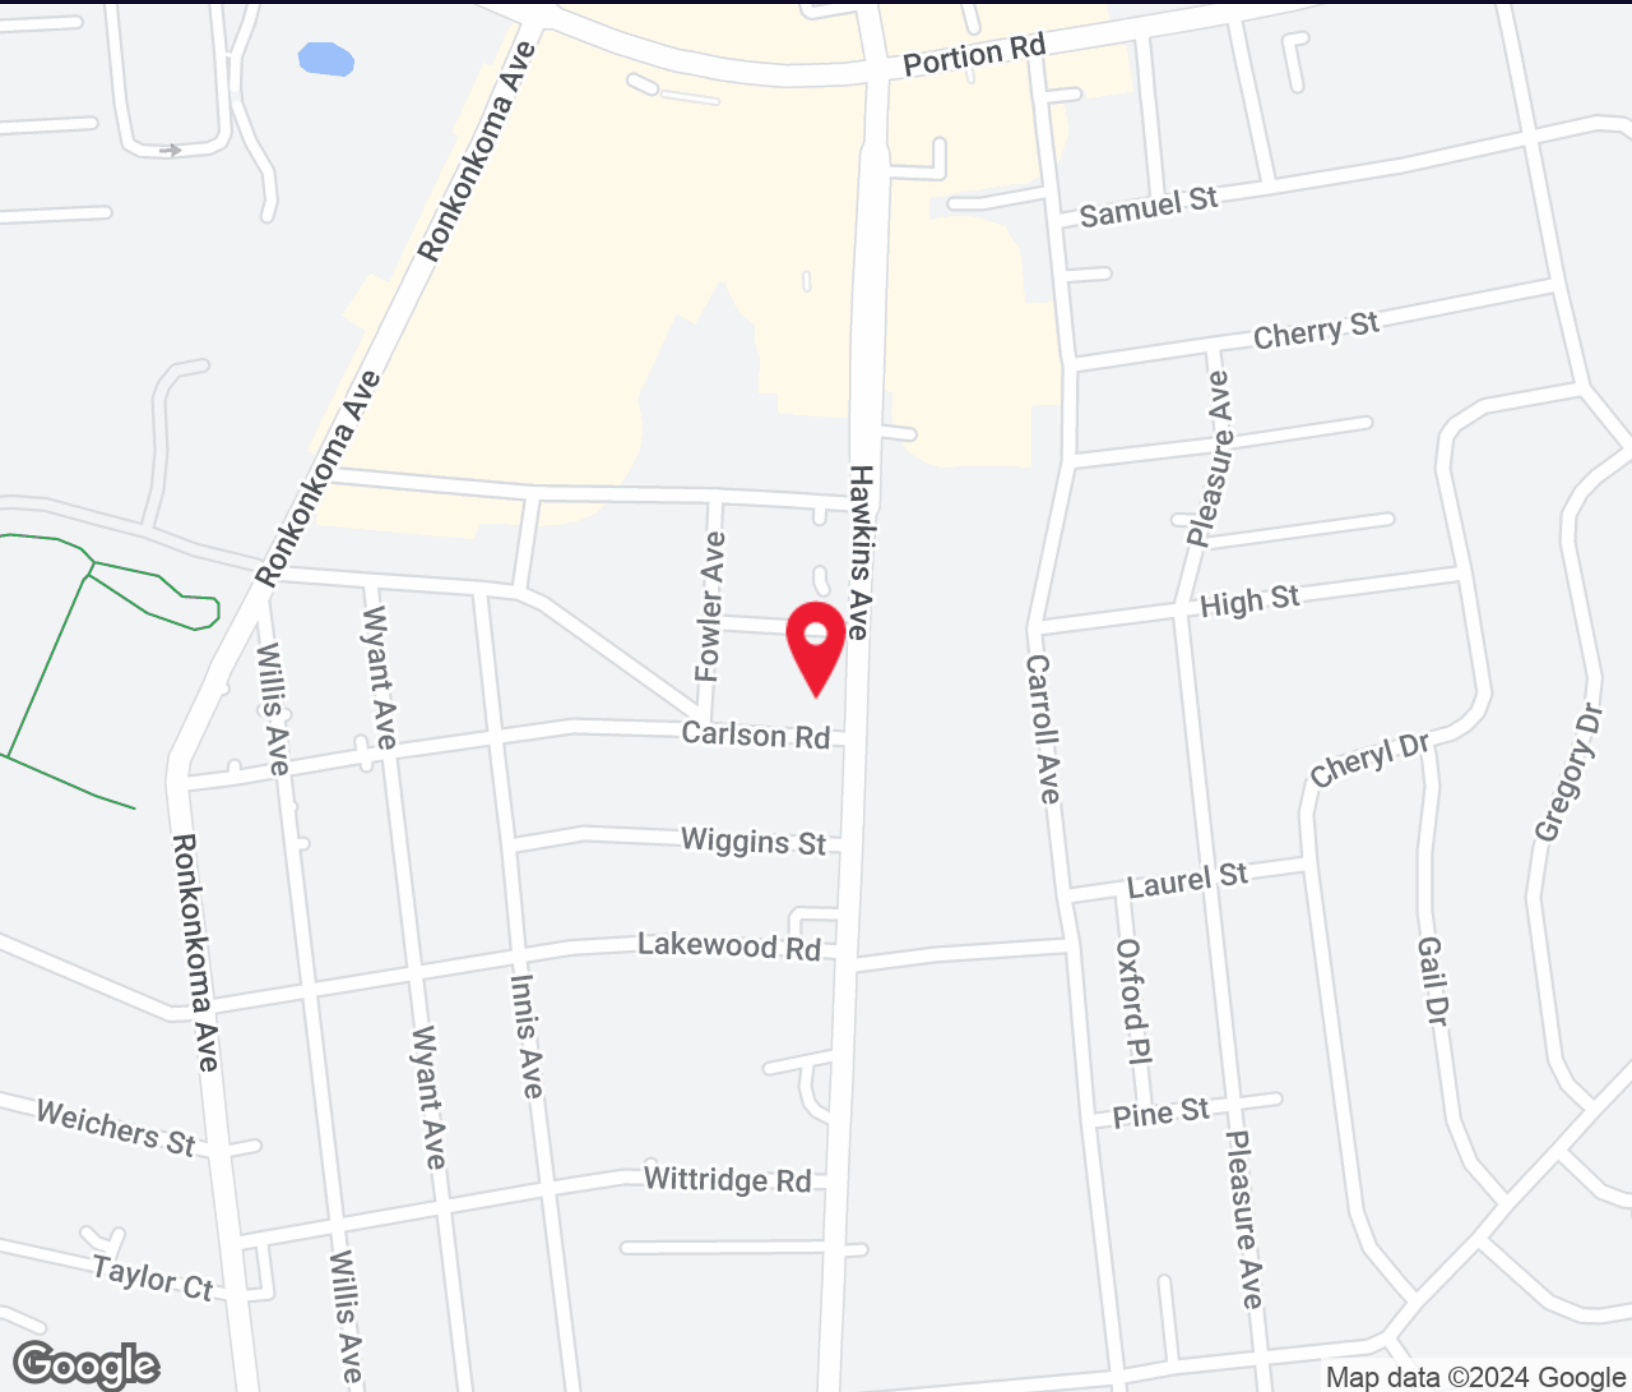 Portion Rd
Ronkonkoma Ave
Samuel St
Cherry St
Ronkonkoma Ave
Pleasure Ave
Hawkins Ave
Fowler Ave
High St
Wyant Ave
Willis Ave
Carlson Rd
Carroll Ave
Cheryl Dr
Gregory Dr
Wiggins St
Ronkonkoma Ave
Laurel St
Lakewood Rd
Oxford Pl
Gail Dr
Innis Ave
Wyant Ave
Weichers St
Pine St
Wittridge Rd
Pleasure Ave
Taylor Ct
Willis Ave
Google
Map data ©2024 Google